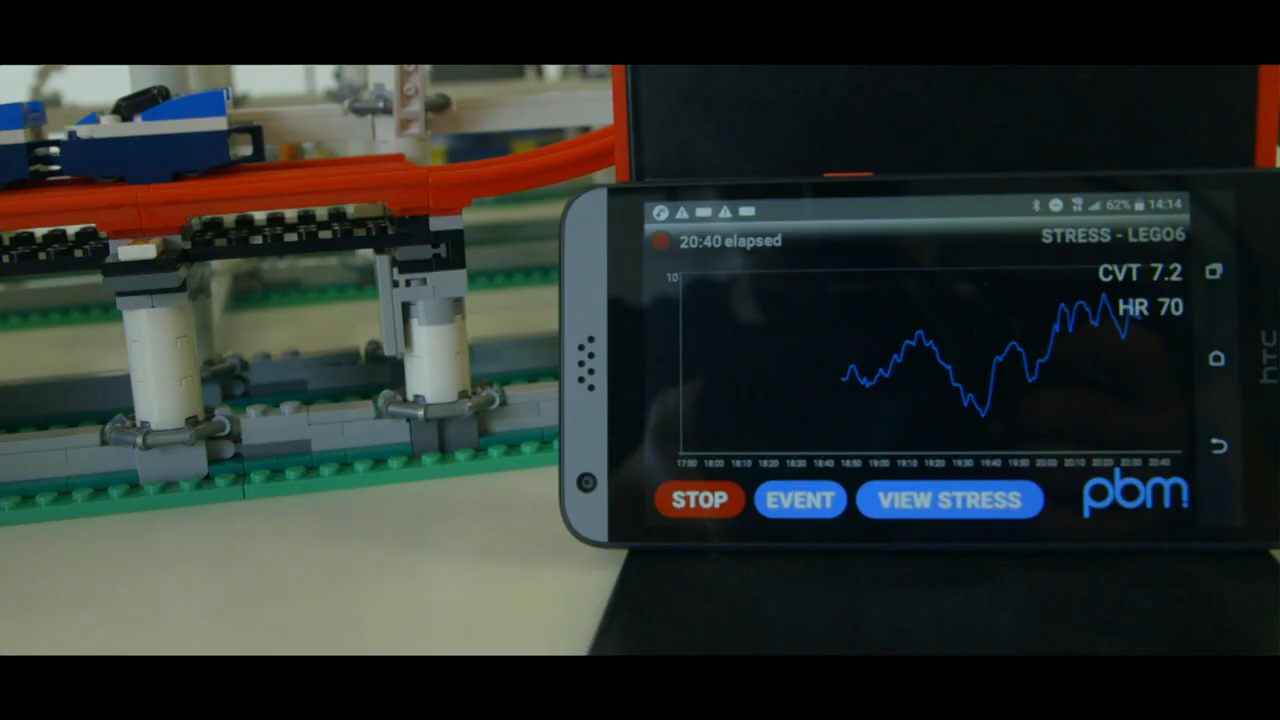 62% 14:14
20:40 elapsed
STRESS - LEGO6
10
CVT 7.2
HR 70
17:50 18:00 18:10 18:20 18:30 18:40 18:50 19:00 19:10 19:20 19:30 19:40 19:50 20:00 20:10 20:20 20:30 20:40
STOP
EVENT
VIEW STRESS
pbm
hTC